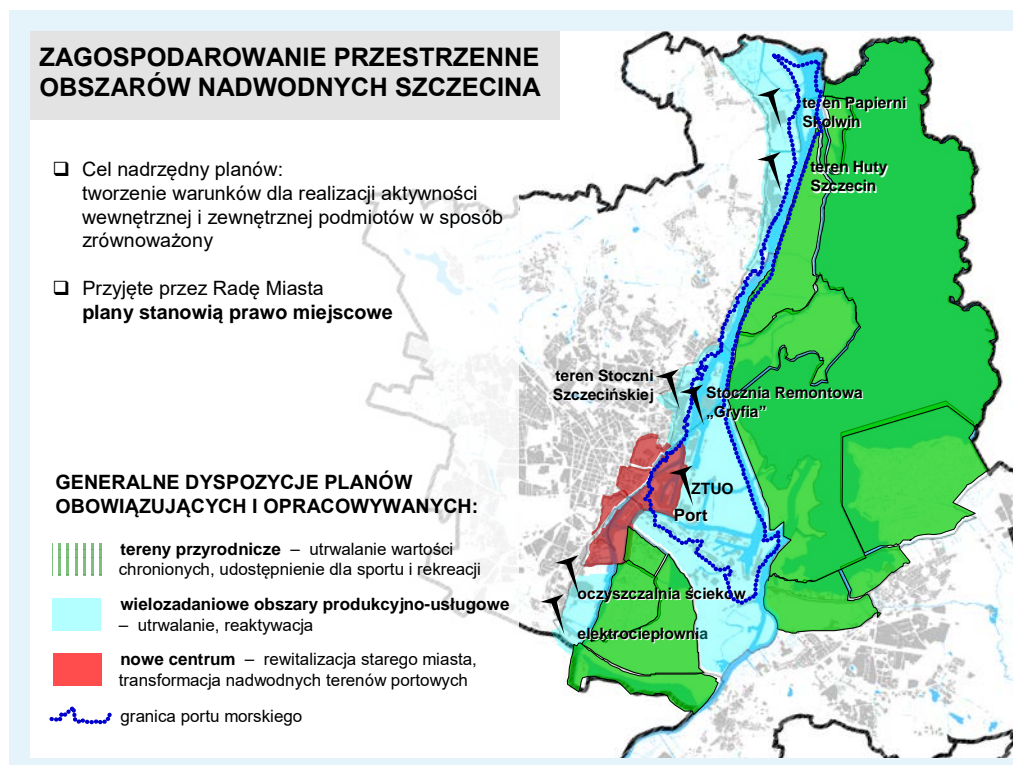 ZAGOSPODAROWANIE PRZESTRZENNE
OBSZARÓW NADWODNYCH SZCZECINA
❑ Cel nadrzędny planów:
tworzenie warunków dla realizacji aktywności
wewnętrznej i zewnętrznej podmiotów w sposób
zrównoważony
❑ Przyjęte przez Radę Miasta
plany stanowią prawo miejscowe
teren Papierni
Skolwin
teren Huty
Szczecin
teren Stoczni
Szczecińskiej
Stocznia Remontowa
„Gryfia”
ZTUO
Port
oczyszczalnia ścieków
elektrociepłownia
GENERALNE DYSPOZYCJE PLANÓW
OBOWIĄZUJĄCYCH I OPRACOWYWANYCH:
tereny przyrodnicze – utrwalanie wartości
chronionych, udostępnienie dla sportu i rekreacji
wielozadaniowe obszary produkcyjno-usługowe
– utrwalanie, reaktywacja
nowe centrum – rewitalizacja starego miasta,
transformacja nadwodnych terenów portowych
granica portu morskiego